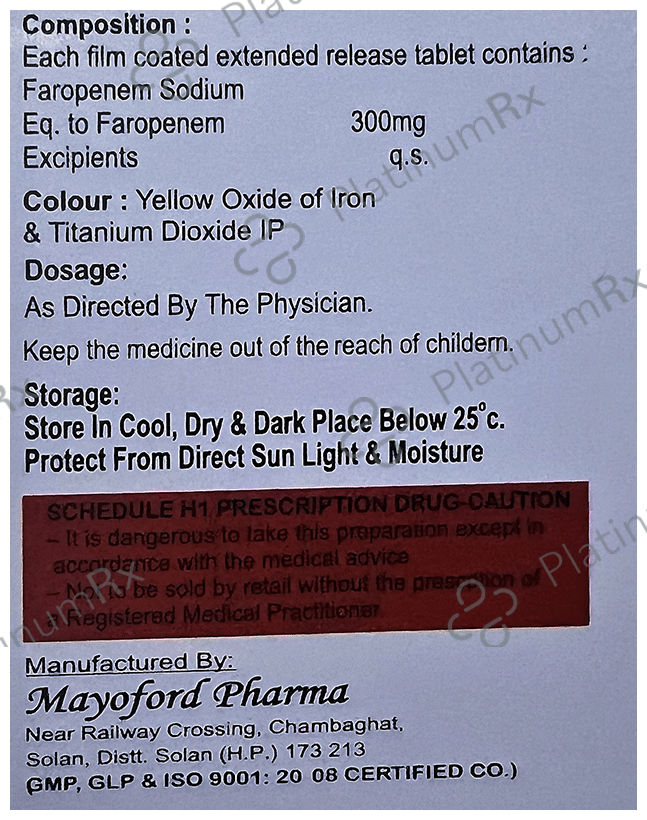 Composition :
Each film coated extended release tablet contains :
Faropenem Sodium
Eq. to Faropenem 300mg
Excipients q.s.
Colour : Yellow Oxide of Iron
& Titanium Dioxide IP
Dosage:
As Directed By The Physician.
Keep the medicine out of the reach of childern.
Storage:
Store In Cool, Dry & Dark Place Below 25°c.
Protect From Direct Sun Light & Moisture
SCHEDULE H1 PRESCRIPTION DRUG-CAUTION
– It is dangerous to take this preparation except in
accordance with the medical advice
– Not to be sold by retail without the of
a Registered Medical Practitioner
Manufactured By:
Mayoford Pharma
Near Railway Crossing, Chambaghat,
Solan, Distt. Solan (H.P.) 173 213
GMP, GLP & ISO 9001: 20 08 CERTIFIED CO.)
PlatinumRx
PlatinumRx
PlatinumRx